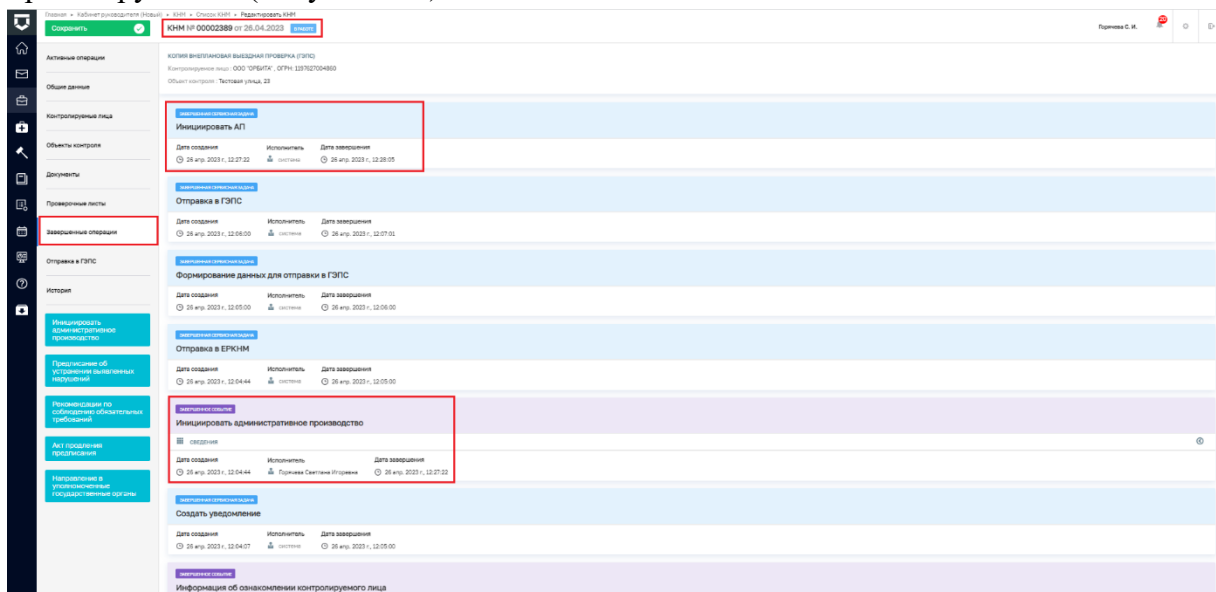 Главная • Кабинет руководителя (Новый) • КНМ • Список КНМ • Редактировать КНМ
Сохранить
КНМ № 00002389 от 26.04.2023 В РАБОТЕ
Горячева С. И.
20
Активные операции
Общие данные
Контролируемые лица
Объекты контроля
Документы
Проверочные листы
Завершенные операции
Отправка в ГЭПС
История
Инициировать
административное
производство
Предписание об
устранении выявленных
нарушений
Рекомендации по
соблюдению обязательных
требований
Акт продления
предписания
Направление в
уполномоченные
государственные органы
КОПИЯ ВНЕПЛАНОВАЯ ВЫЕЗДНАЯ ПРОВЕРКА (ГЭПС)
Контролируемое лицо: ООО "ОРБИТА", ОГРН:
Объект контроля: Тестовая улица, 23
ЗАВЕРШЕННАЯ СЕРВИСНАЯ ЗАДАЧА
Инициировать АП
Дата создания Исполнитель Дата завершения
26 апр. 2023 г., 12:27:22 система 26 апр. 2023 г., 12:28:05
ЗАВЕРШЕННАЯ СЕРВИСНАЯ ЗАДАЧА
Отправка в ГЭПС
Дата создания Исполнитель Дата завершения
26 апр. 2023 г., 12:06:00 система 26 апр. 2023 г., 12:07:01
ЗАВЕРШЕННАЯ СЕРВИСНАЯ ЗАДАЧА
Формирование данных для отправки в ГЭПС
Дата создания Исполнитель Дата завершения
26 апр. 2023 г., 12:05:00 система 26 апр. 2023 г., 12:06:00
ЗАВЕРШЕННАЯ СЕРВИСНАЯ ЗАДАЧА
Отправка в ЕРКНМ
Дата создания Исполнитель Дата завершения
26 апр. 2023 г., 12:04:44 система 26 апр. 2023 г., 12:05:00
ЗАВЕРШЕННОЕ СОБЫТИЕ
Инициировать административное производство
СВЕДЕНИЯ
Дата создания Исполнитель Дата завершения
26 апр. 2023 г., 12:04:44 Горячева Светлана Игоревна 26 апр. 2023 г., 12:27:22
ЗАВЕРШЕННАЯ СЕРВИСНАЯ ЗАДАЧА
Создать уведомление
Дата создания Исполнитель Дата завершения
26 апр. 2023 г., 12:04:07 система 26 апр. 2023 г., 12:05:00
ЗАВЕРШЕННОЕ СОБЫТИЕ
Информация об ознакомлении контролируемого лица